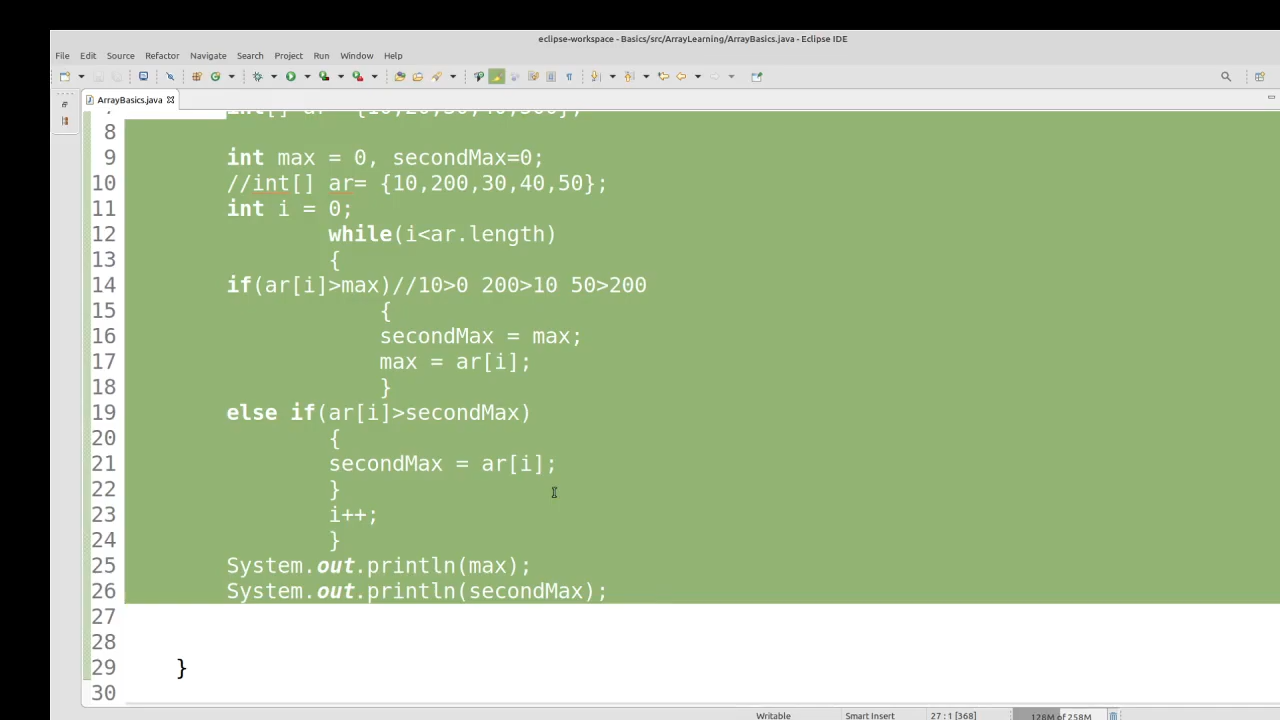 eclipse-workspace - Basics/src/ArrayLearning/ArrayBasics.java - Eclipse IDE
File Edit Source Refactor Navigate Search Project Run Window Help
ArrayBasics.java
8
9 int max = 0, secondMax=0;
10 //int[] ar= {10,200,30,40,50};
11 int i = 0;
12 while(i<ar.length)
13 {
14 if(ar[i]>max)//10>0 200>10 50>200
15 {
16 secondMax = max;
17 max = ar[i];
18 }
19 else if(ar[i]>secondMax)
20 {
21 secondMax = ar[i];
22 }
23 i++;
24 }
25 System.out.println(max);
26 System.out.println(secondMax);
27
28
29 }
30
Writable Smart Insert 27 : 1 [368] 128M of 258M